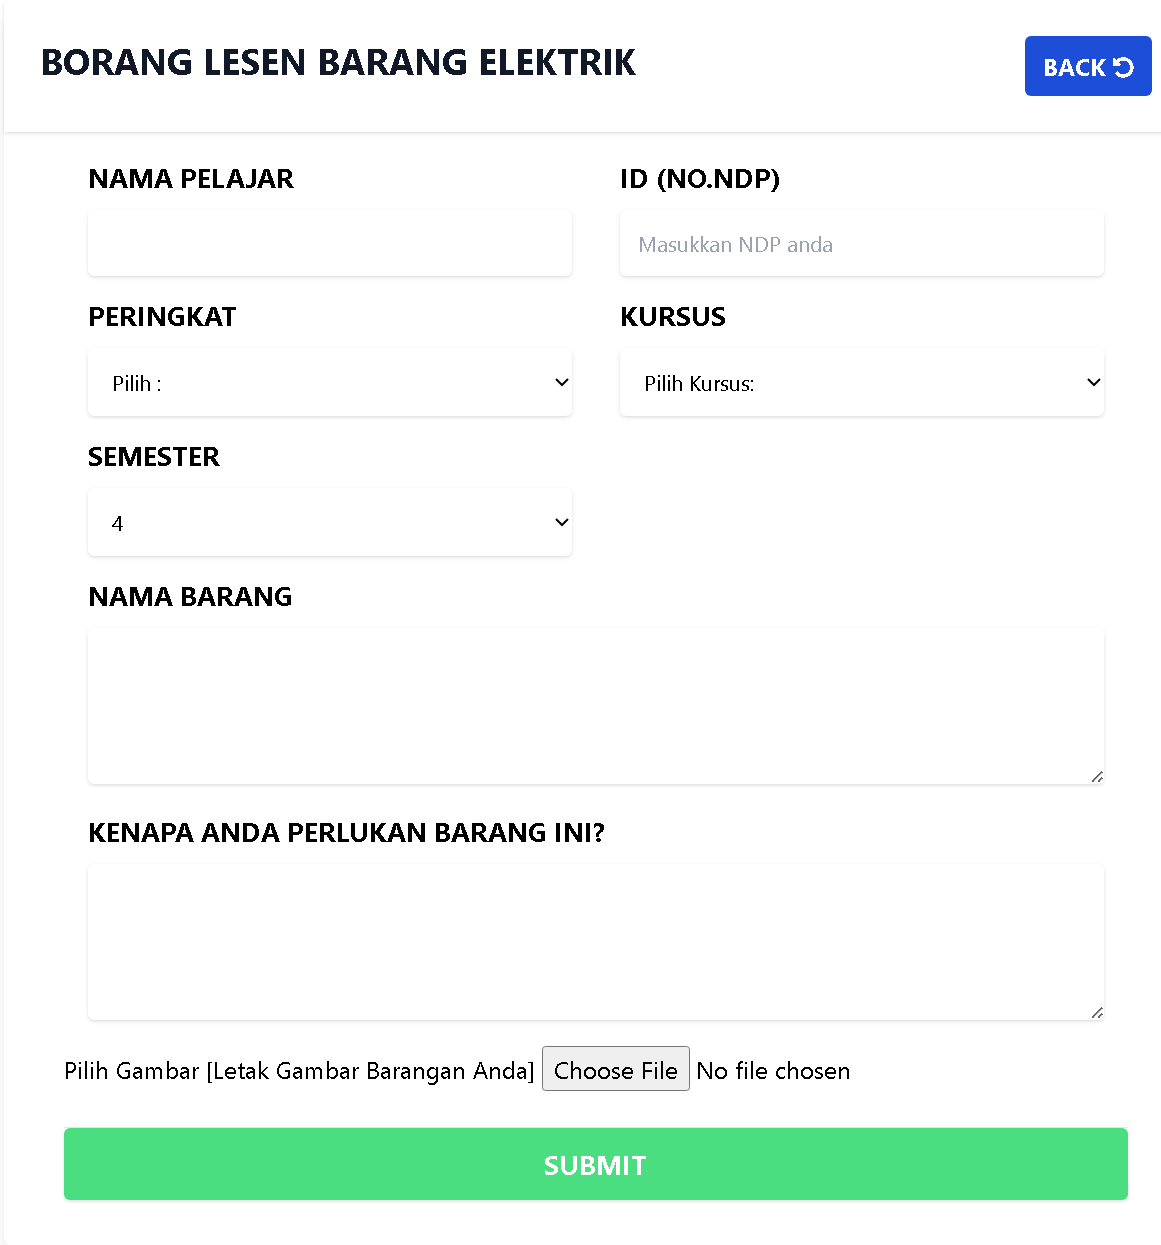 BORANG LESEN BARANG ELEKTRIK
BACK
NAMA PELAJAR
ID (NO.NDP)
Masukkan NDP anda
PERINGKAT
KURSUS
Pilih :
Pilih Kursus:
SEMESTER
4
NAMA BARANG
KENAPA ANDA PERLUKAN BARANG INI?
Pilih Gambar [Letak Gambar Barangan Anda] Choose File No file chosen
SUBMIT